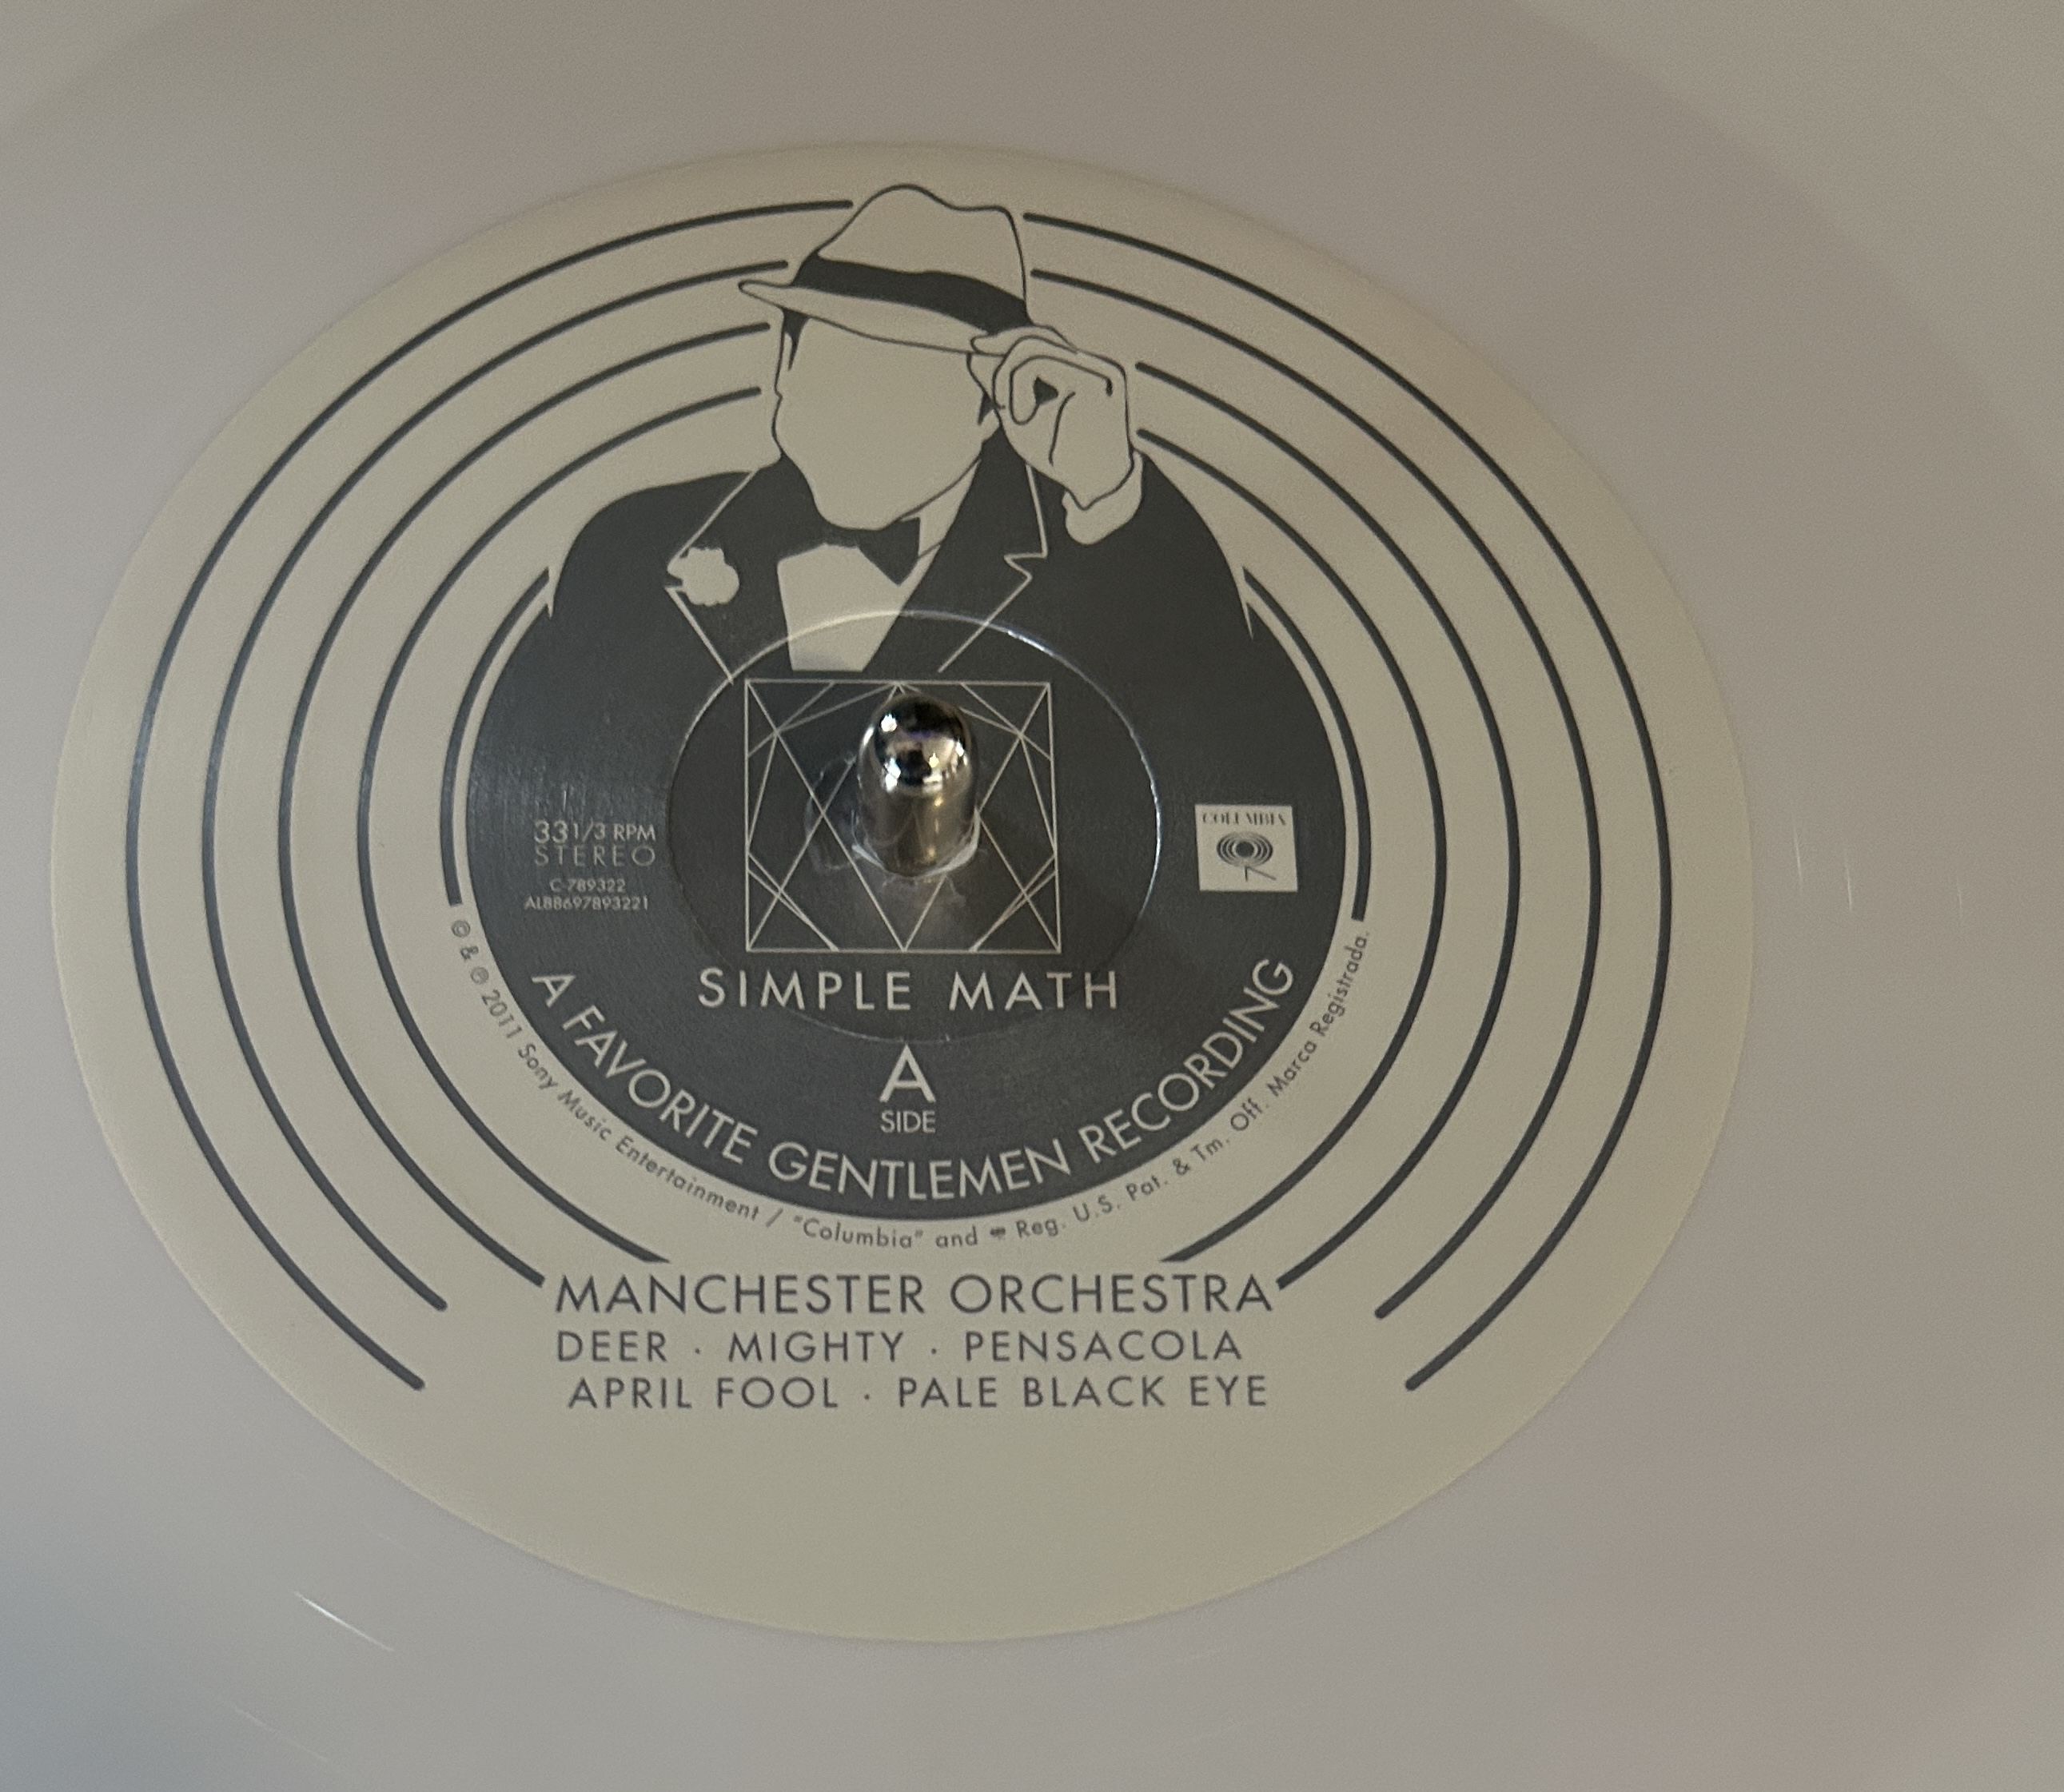 33 1/3 RPM
STEREO
C-789322
ALB8697893221
COLUMBIA
SIMPLE MATH
A
SIDE
A FAVORITE GENTLEMEN RECORDING
© & ℗ 2011 Sony Music Entertainment / "Columbia" and Reg. U.S. Pat. & Tm. Off. Marca Registrada.
MANCHESTER ORCHESTRA
DEER · MIGHTY · PENSACOLA
APRIL FOOL · PALE BLACK EYE